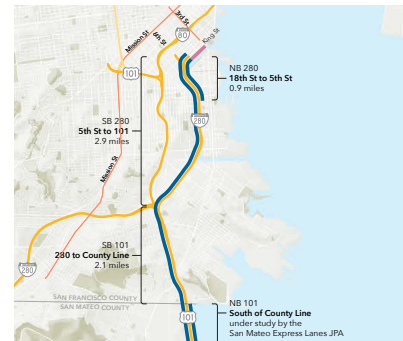 3rd St
Mission St
6th St
80
King St
101
NB 280
18th St to 5th St
0.9 miles
SB 280
5th St to 101
2.9 miles
280
Mission St
SB 101
280 to County Line
2.1 miles
280
SAN FRANCISCO COUNTY
SAN MATEO COUNTY
101
NB 101
South of County Line
under study by the
San Mateo Express Lanes JPA